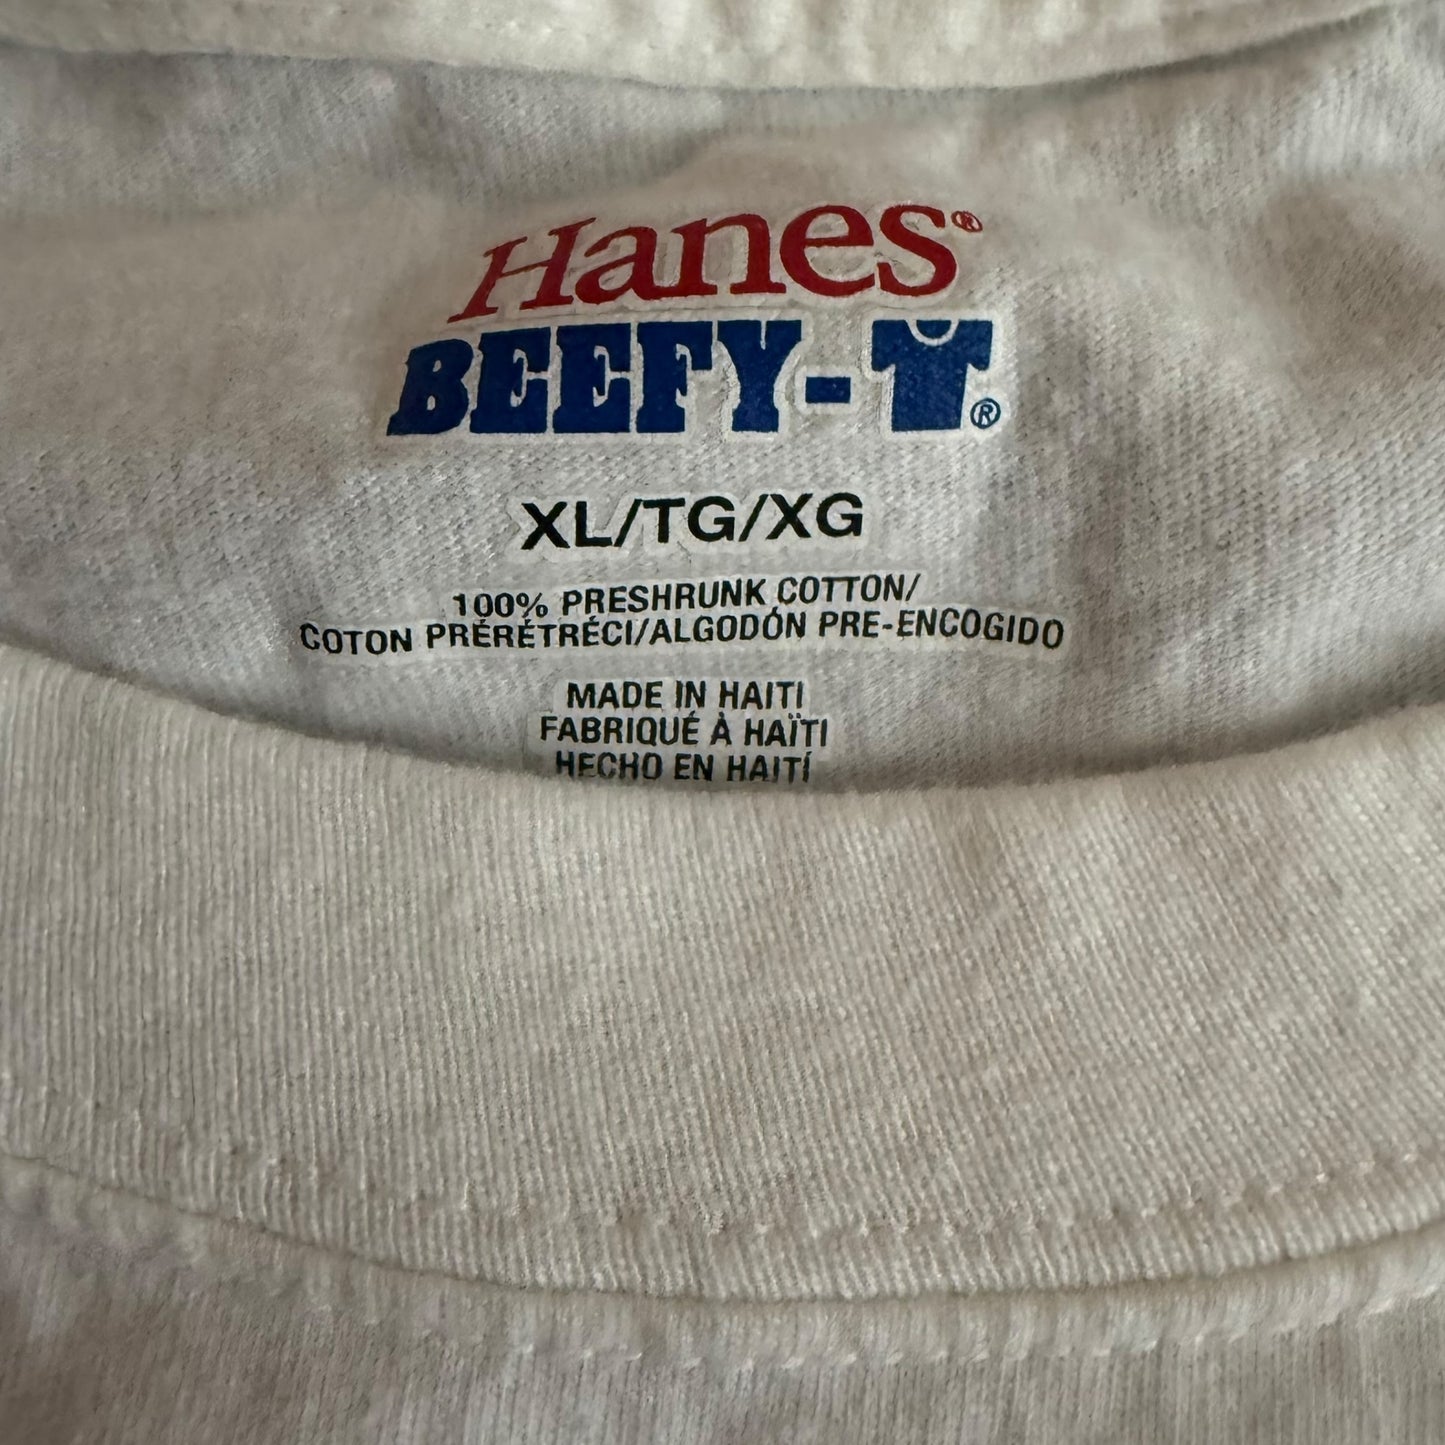 Hanes®
BEEFY-T®
XL/TG/XG
100% PRESHRUNK COTTON/
COTON PRÉRÉTRÉCI/ALGODÓN PRE-ENCOGIDO
MADE IN HAITI
FABRIQUÉ À HAÏTI
HECHO EN HAITÍ